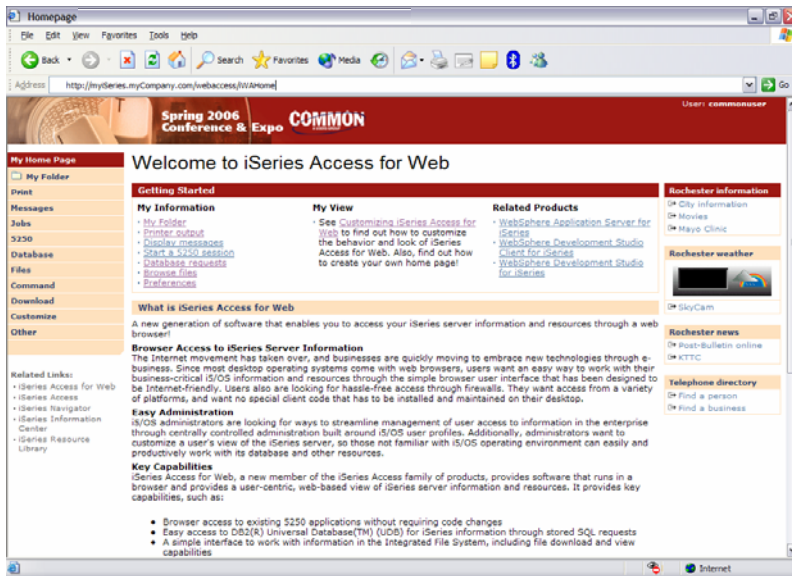 Homepage
File Edit View Favorites Tools Help
Back Search Favorites Media
Address http://myiSeries.myCompany.com/webaccess/iWAHome Go
Spring 2006
Conference & Expo
COMMON
User: commonuser
My Home Page
My Folder
Print
Messages
Jobs
5250
Database
Files
Command
Download
Customize
Other
Related Links:
• iSeries Access for Web
• iSeries Access
• iSeries Navigator
• iSeries Information
Center
• iSeries Resource
Library
Welcome to iSeries Access for Web
Getting Started
My Information
• My Folder
• Printer output
• Display messages
• Start a 5250 session
• Database requests
• Browse files
• Preferences
My View
• See Customizing iSeries Access for
Web to find out how to customize
the behavior and look of iSeries
Access for Web. Also, find out how
to create your own home page!
Related Products
• WebSphere Application Server for
iSeries
• WebSphere Development Studio
Client for iSeries
• WebSphere Development Studio
for iSeries
What is iSeries Access for Web
A new generation of software that enables you to access your iSeries server information and resources through a web
browser!
Browser Access to iSeries Server Information
The Internet movement has taken over, and businesses are quickly moving to embrace new technologies through e-
business. Since most desktop operating systems come with web browsers, users want an easy way to work with their
business-critical i5/OS information and resources through the simple browser user interface that has been designed to
be Internet-friendly. Users also are looking for hassle-free access through firewalls. They want access from a variety
of platforms, and want no special client code that has to be installed and maintained on their desktop.
Easy Administration
i5/OS administrators are looking for ways to streamline management of user access to information in the enterprise
through centrally controlled administration built around i5/OS user profiles. Additionally, administrators want to
customize a user's view of the iSeries server, so those not familiar with i5/OS operating environment can easily and
productively work with its database and other resources.
Key Capabilities
iSeries Access for Web, a new member of the iSeries Access family of products, provides software that runs in a
browser and provides a user-centric, web-based view of iSeries server information and resources. It provides key
capabilities, such as:
• Browser access to existing 5250 applications without requiring code changes
• Easy access to DB2(R) Universal Database(TM) (UDB) for iSeries information through stored SQL requests
• A simple interface to work with information in the Integrated File System, including file download and view
capabilities
Rochester information
City information
Movies
Mayo Clinic
Rochester weather
SkyCam
Rochester news
Post-Bulletin online
KTTC
Telephone directory
Find a person
Find a business
Internet